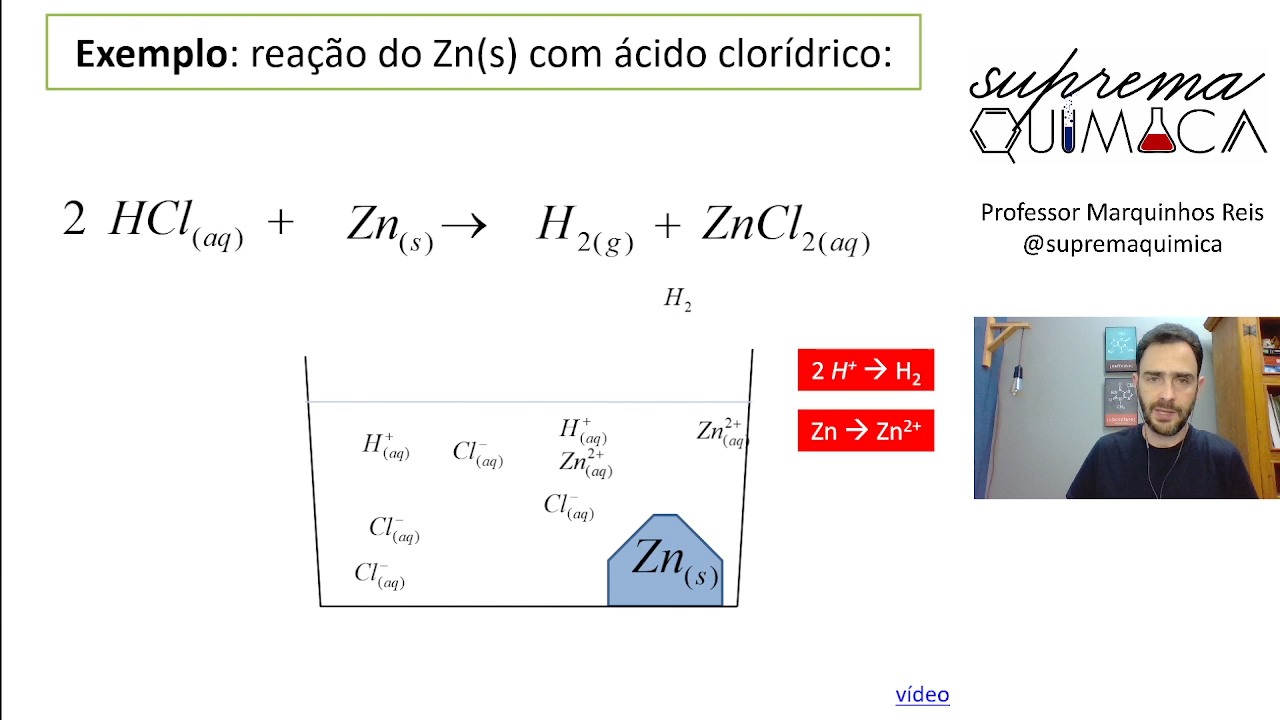 Exemplo: reação do Zn(s) com ácido clorídrico:
suprema
QUÍMICA
2 HCl(aq) + Zn(s) → H2(g) + ZnCl2(aq)
Professor Marquinhos Reis
@supremaquimica
H2
2 H+ → H2
Zn → Zn2+
H+(aq)
Cl−(aq)
H+(aq)
Zn2+(aq)
Zn2+(aq)
Cl−(aq)
Cl−(aq)
Cl−(aq)
Zn(s)
vídeo